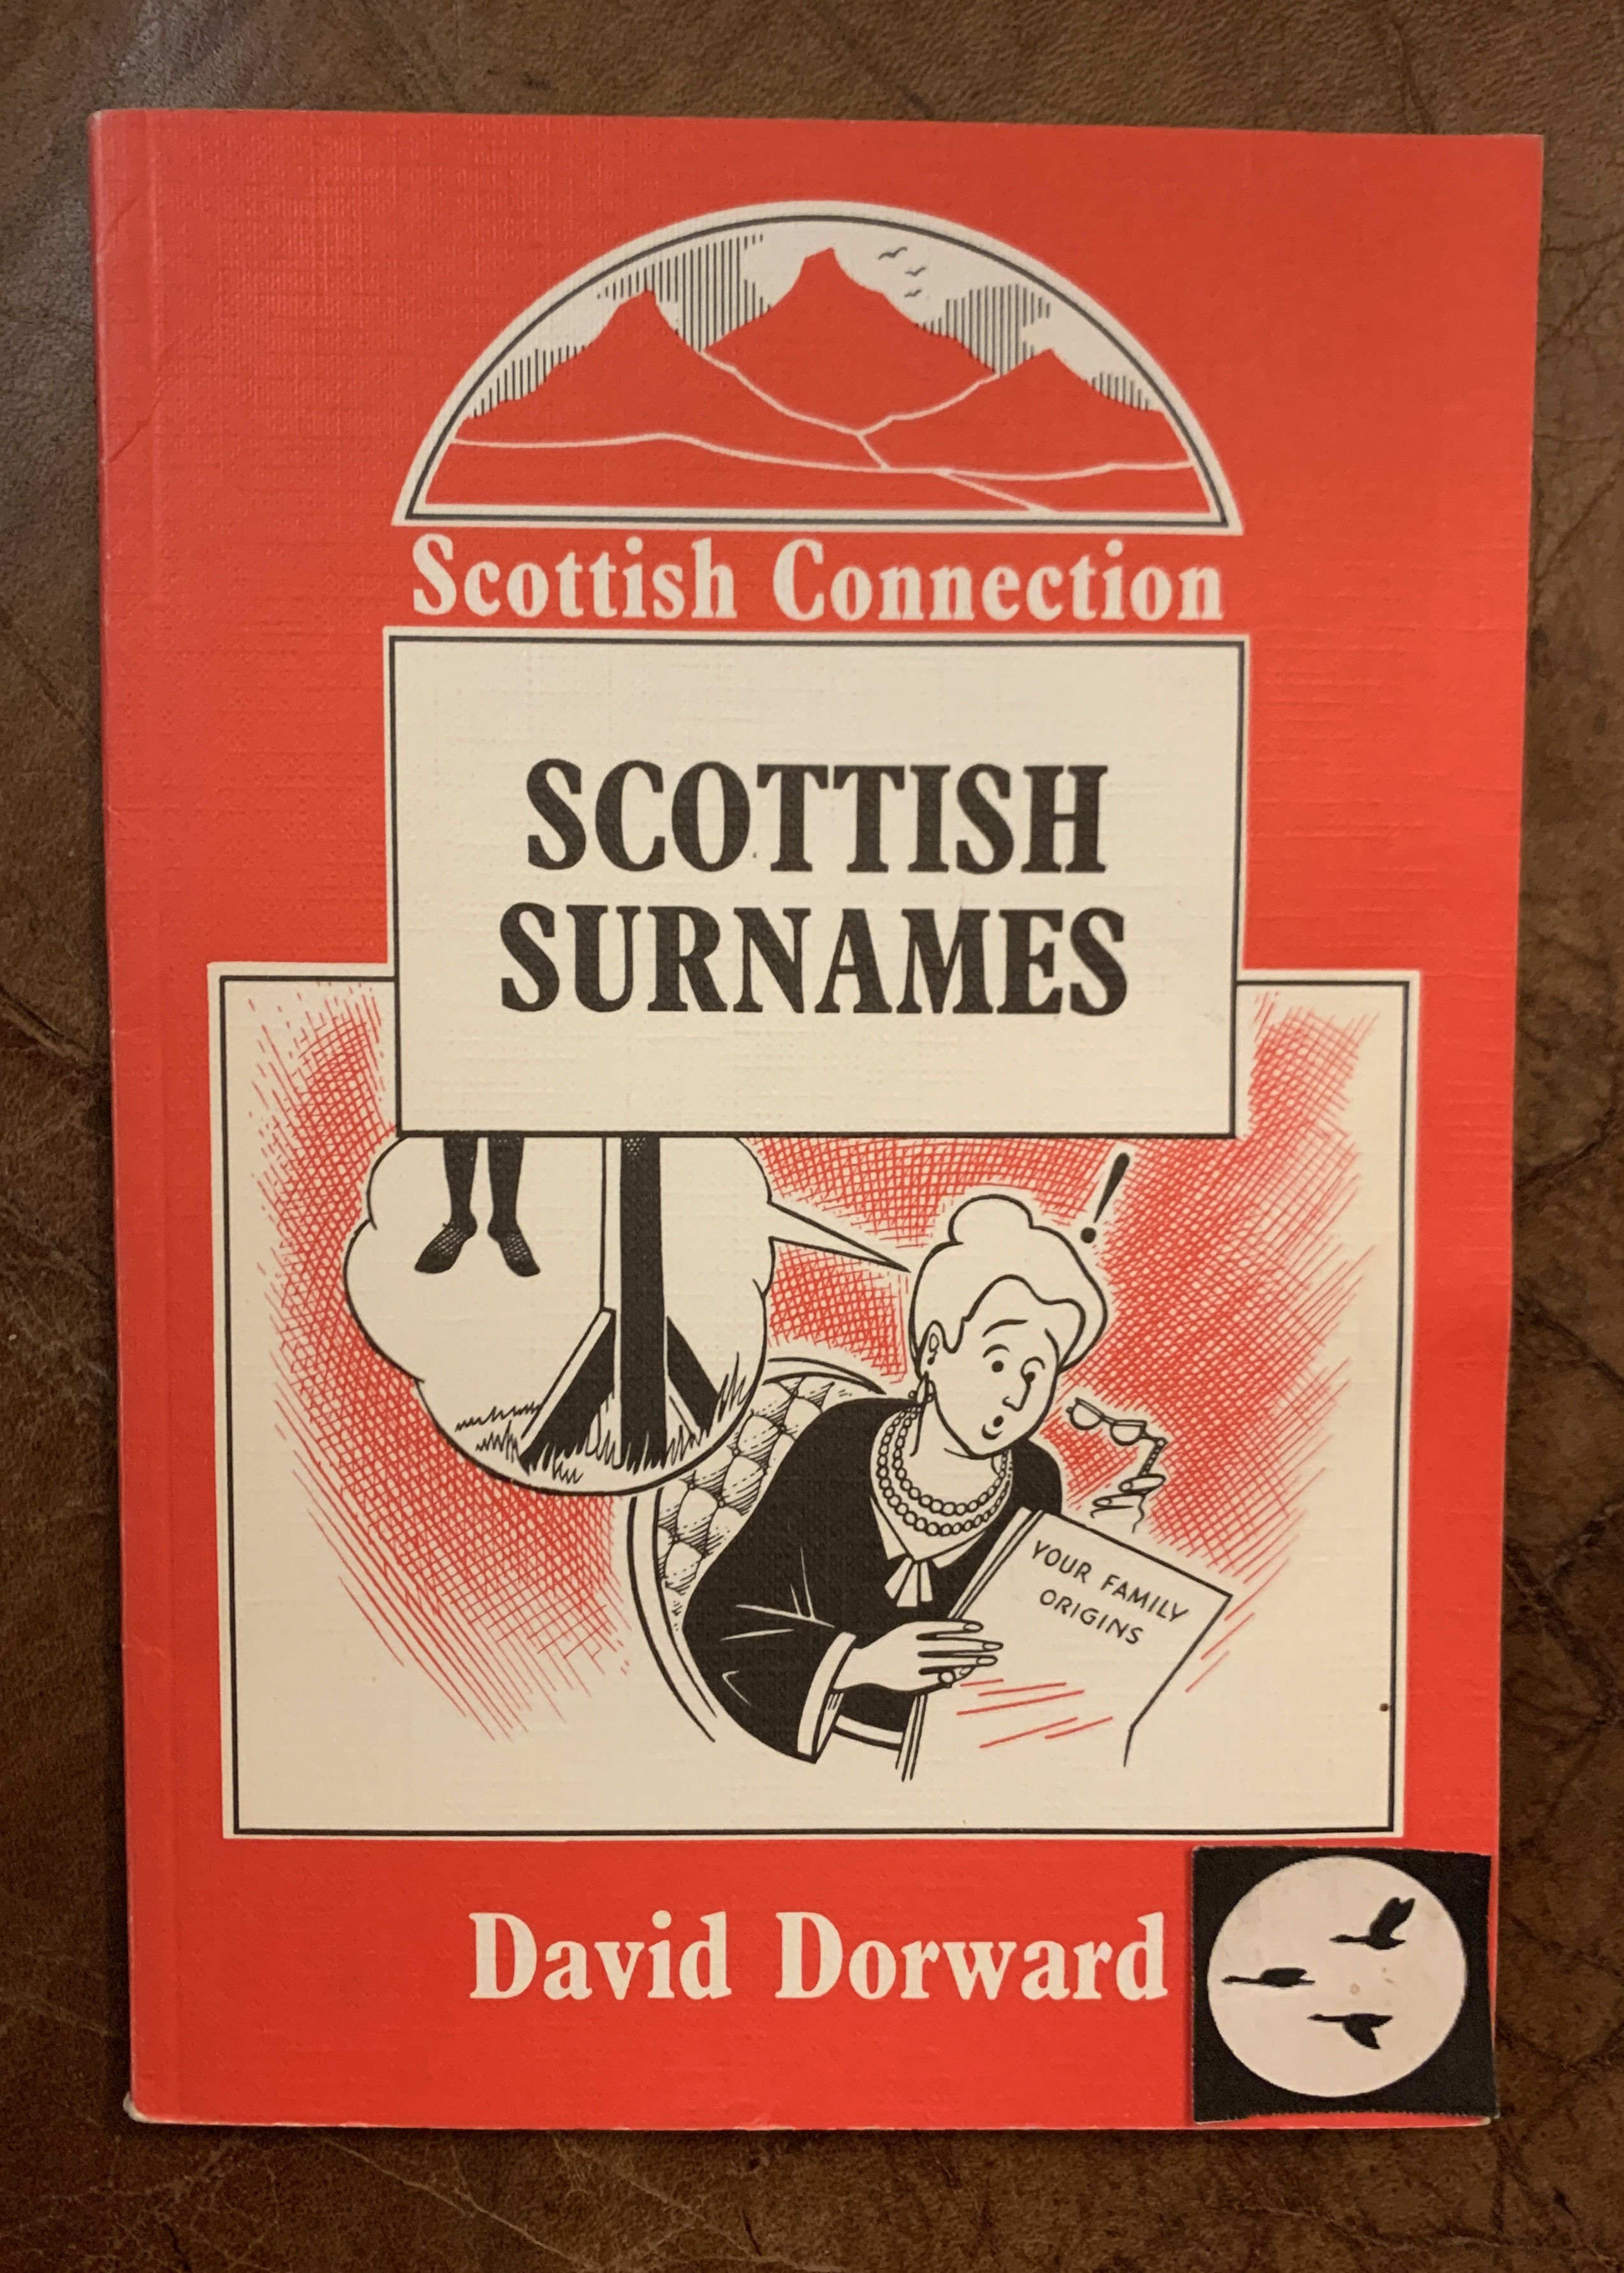 Scottish Connection
SCOTTISH
SURNAMES
!
YOUR FAMILY
ORIGINS
David Dorward